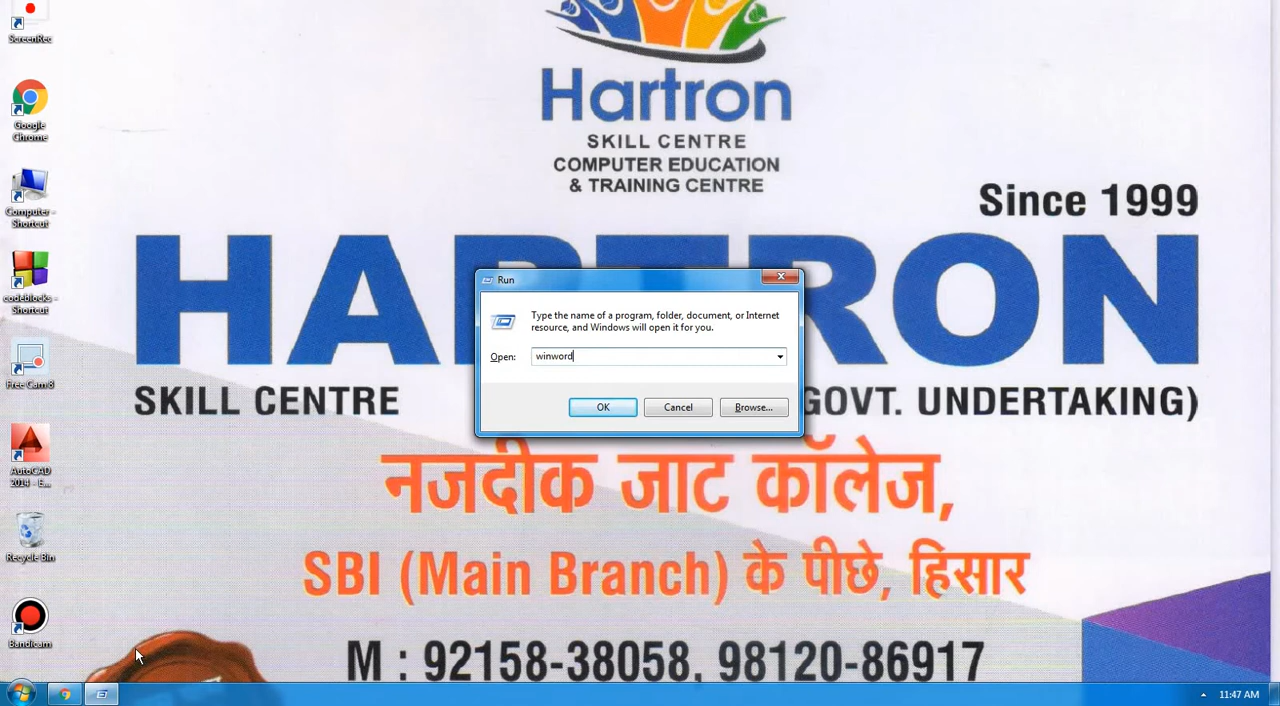 ScreenRec
Google
Chrome
Computer -
Shortcut
codeblocks -
Shortcut
Free Cam 8
AutoCAD
2014 - E...
Recycle Bin
Bandicam
Hartron
SKILL CENTRE
COMPUTER EDUCATION
& TRAINING CENTRE
Since 1999
HARTRON
SKILL CENTRE
GOVT. UNDERTAKING)
Run
Type the name of a program, folder, document, or Internet
resource, and Windows will open it for you.
Open: winword
OK Cancel Browse...
नजदीक जाट कॉलेज,
SBI (Main Branch) के पीछे, हिसार
M : 92158-38058, 98120-86917
11:47 AM